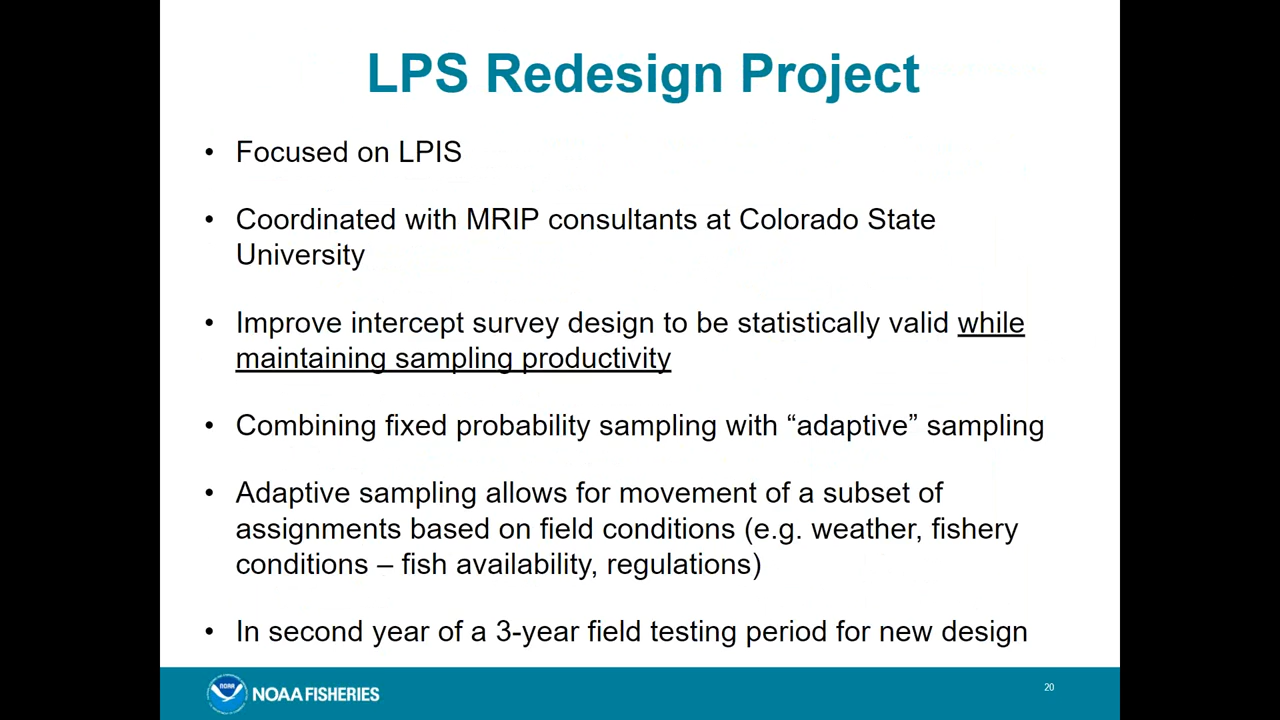 LPS Redesign Project
• Focused on LPIS
• Coordinated with MRIP consultants at Colorado State
University
• Improve intercept survey design to be statistically valid while
maintaining sampling productivity
• Combining fixed probability sampling with “adaptive” sampling
• Adaptive sampling allows for movement of a subset of
assignments based on field conditions (e.g. weather, fishery
conditions – fish availability, regulations)
• In second year of a 3-year field testing period for new design
NOAA
NOAA FISHERIES
20